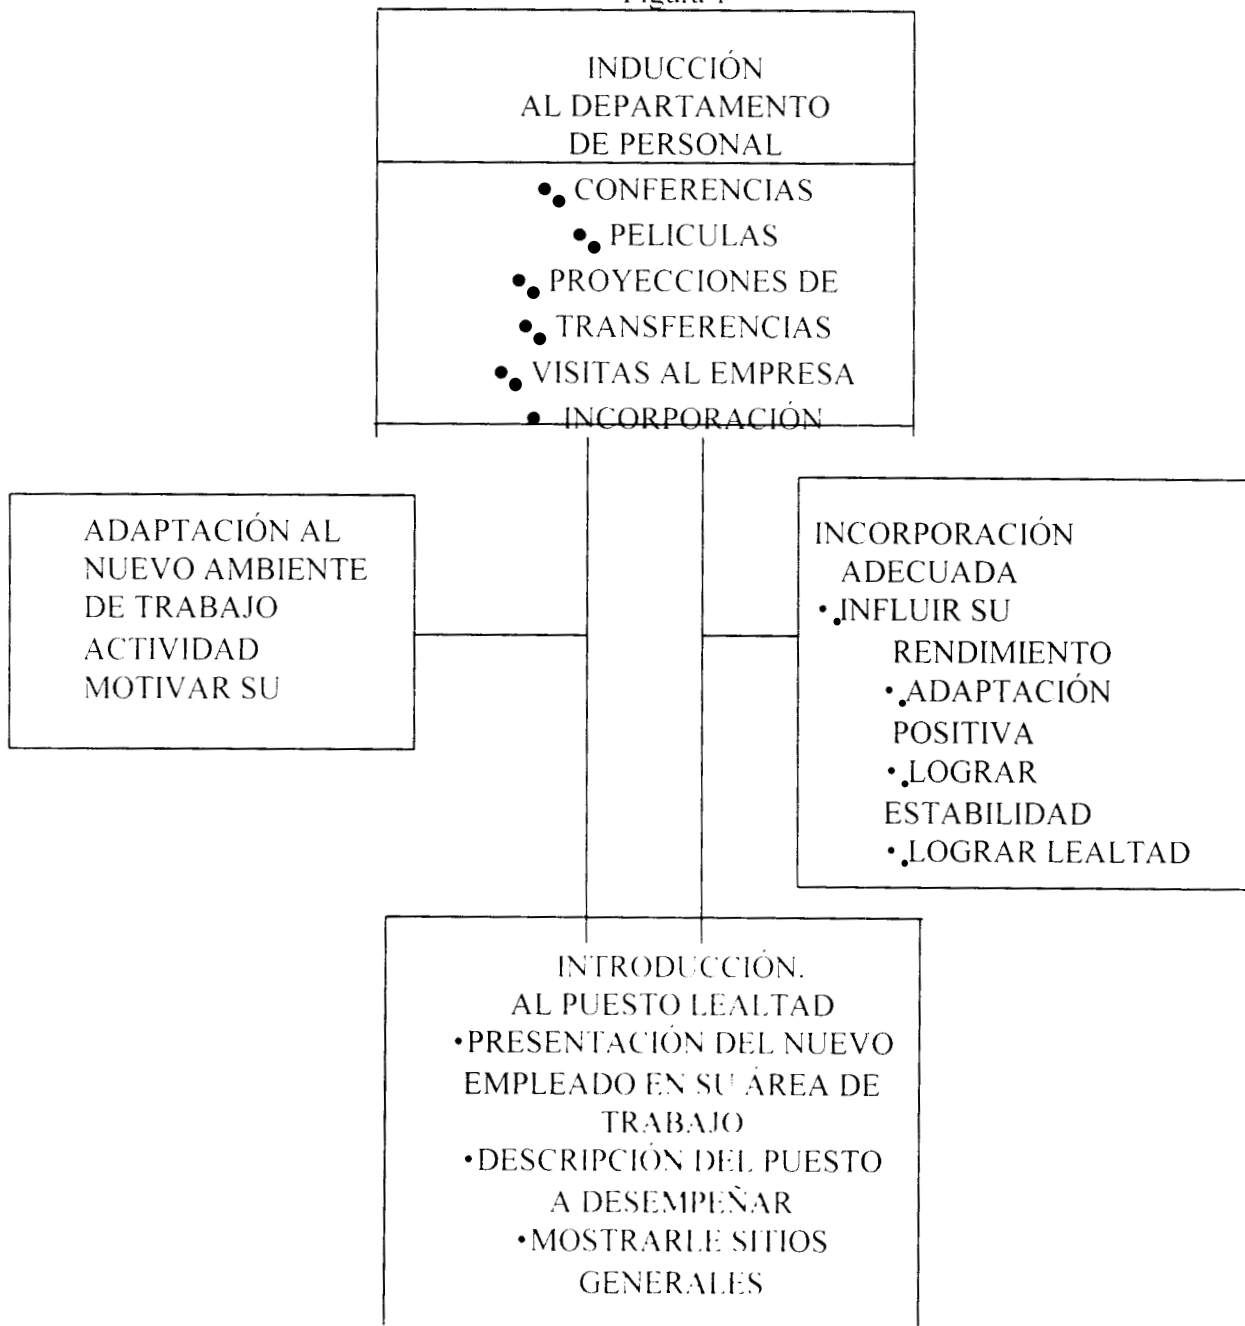 Figura 1
INDUCCIÓN
AL DEPARTAMENTO
DE PERSONAL
• CONFERENCIAS
• PELICULAS
• PROYECCIONES DE
• TRANSFERENCIAS
• VISITAS AL EMPRESA
• INCORPORACIÓN
ADAPTACIÓN AL
NUEVO AMBIENTE
DE TRABAJO
ACTIVIDAD
MOTIVAR SU
INCORPORACIÓN
ADECUADA
• INFLUIR SU
RENDIMIENTO
• ADAPTACIÓN
POSITIVA
• LOGRAR
ESTABILIDAD
• LOGRAR LEALTAD
INTRODUCCIÓN.
AL PUESTO LEALTAD
•PRESENTACIÓN DEL NUEVO
EMPLEADO EN SU ÁREA DE
TRABAJO
•DESCRIPCIÓN DEL PUESTO
A DESEMPEÑAR
•MOSTRARLE SITIOS
GENERALES